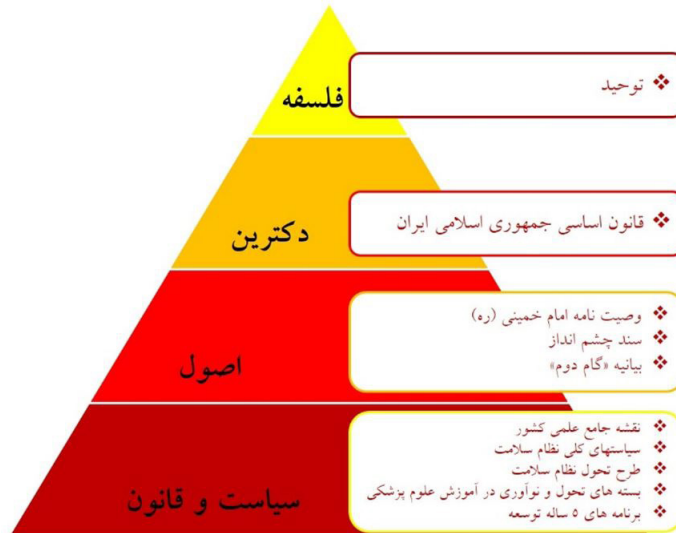 فلسفه
❖ توحید
دکترین
❖ قانون اساسی جمهوری اسلامی ایران
اصول
❖ وصیت نامه امام خمینی (ره)
❖ سند چشم انداز
❖ بیانیه «گام دوم»
سیاست و قانون
❖ نقشه جامع علمی کشور
❖ سیاستهای کلی نظام سلامت
❖ طرح تحول نظام سلامت
❖ بسته های تحول و نوآوری در آموزش علوم پزشکی
❖ برنامه های ۵ ساله توسعه